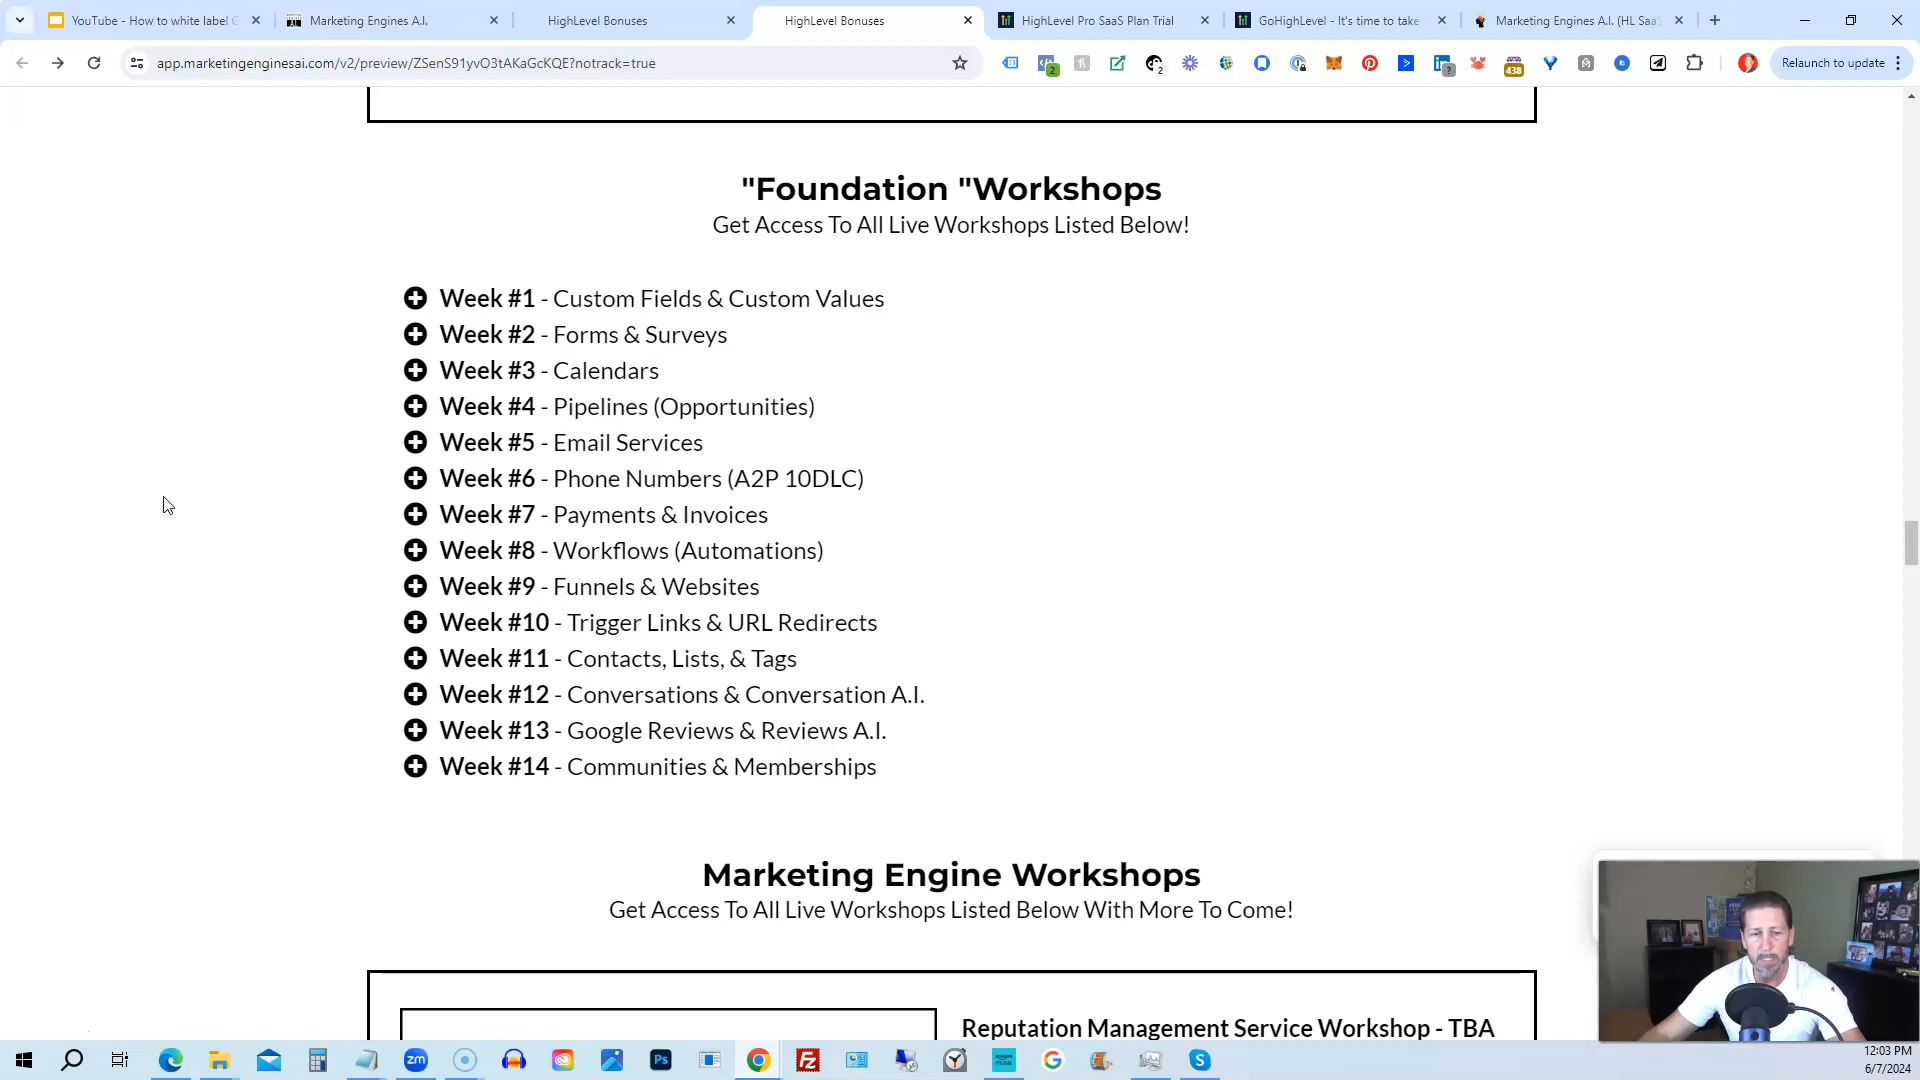 YouTube - How to white label G
Marketing Engines A.I.
HighLevel Bonuses
HighLevel Bonuses
HighLevel Pro SaaS Plan Trial
GoHighLevel - It's time to take
Marketing Engines A.I. (HL SaaS
app.marketingenginesai.com/v2/preview/ZSenS91yvO3tAKaGcKQE?notrack=true
2
2
438
?
Relaunch to update
"Foundation "Workshops
Get Access To All Live Workshops Listed Below!
Week #1 - Custom Fields & Custom Values
Week #2 - Forms & Surveys
Week #3 - Calendars
Week #4 - Pipelines (Opportunities)
Week #5 - Email Services
Week #6 - Phone Numbers (A2P 10DLC)
Week #7 - Payments & Invoices
Week #8 - Workflows (Automations)
Week #9 - Funnels & Websites
Week #10 - Trigger Links & URL Redirects
Week #11 - Contacts, Lists, & Tags
Week #12 - Conversations & Conversation A.I.
Week #13 - Google Reviews & Reviews A.I.
Week #14 - Communities & Memberships
Marketing Engine Workshops
Get Access To All Live Workshops Listed Below With More To Come!
Reputation Management Service Workshop - TBA
zm
Ps
Fz
G
S
12:03 PM
6/7/2024